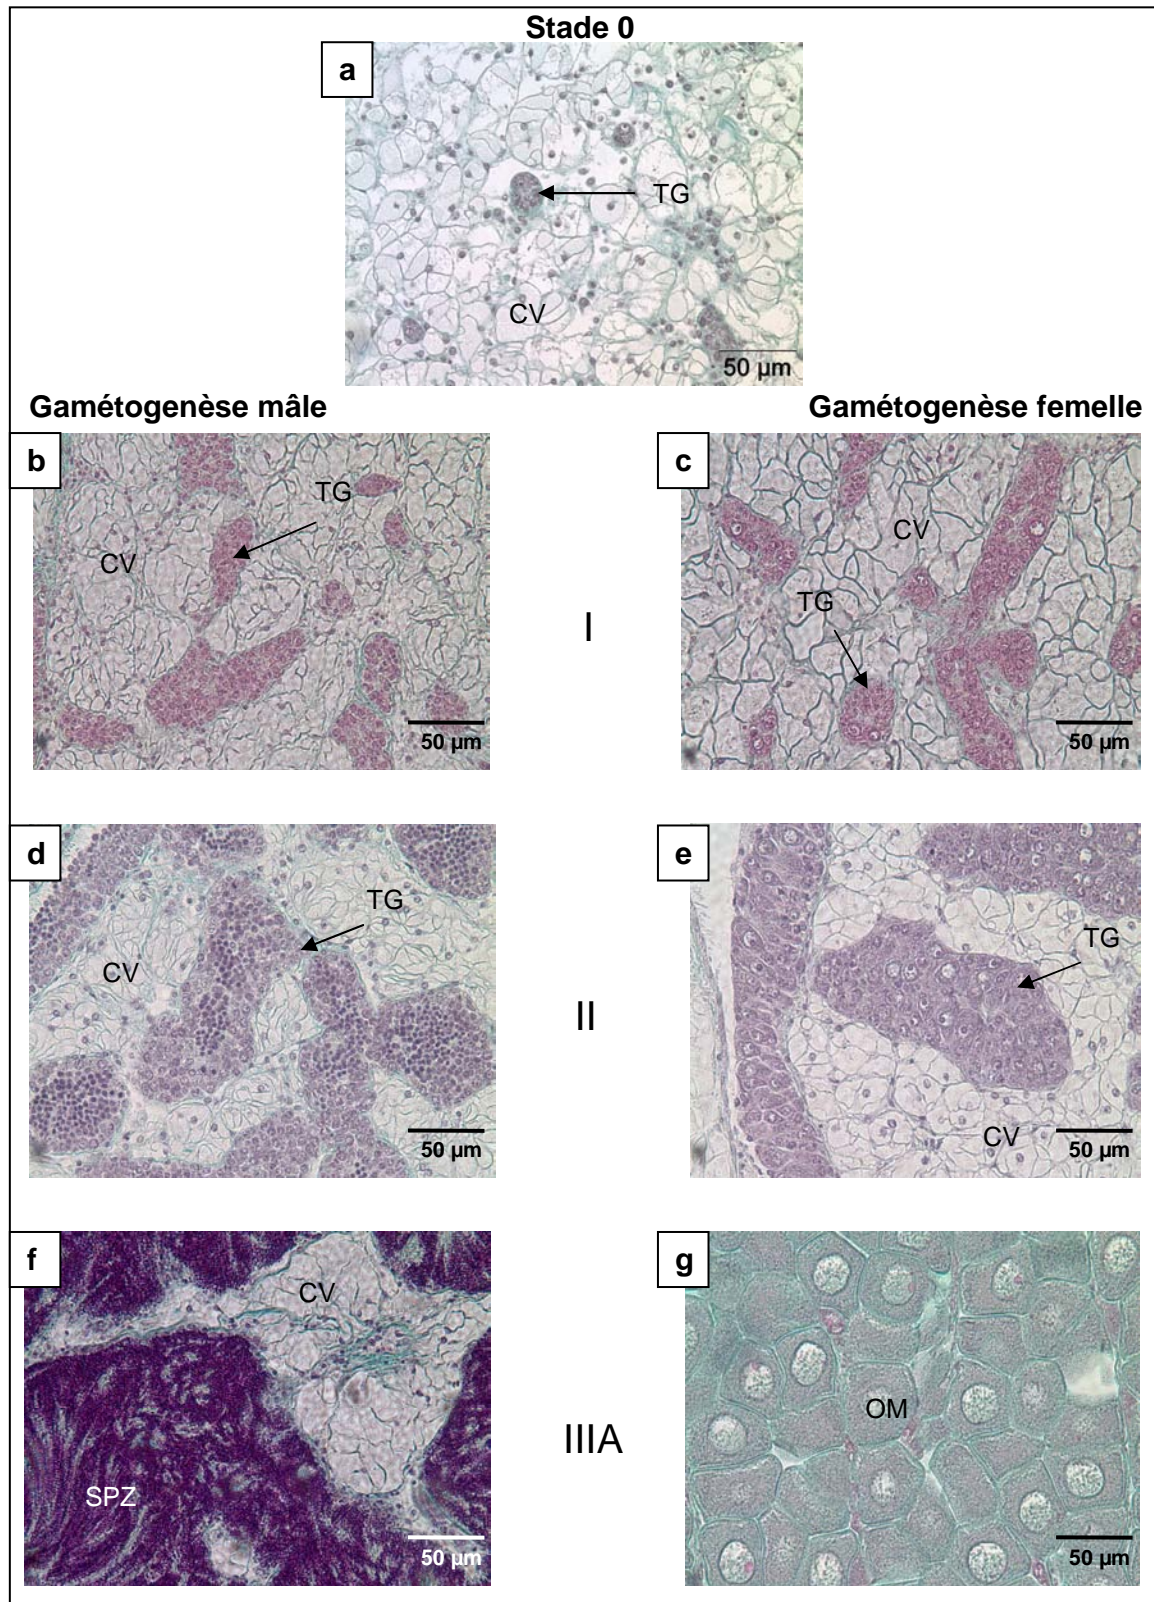 Stade 0
a
TG
CV
50 µm
Gamétogenèse mâle
Gamétogenèse femelle
b
TG
CV
50 µm
I
c
CV
TG
50 µm
d
TG
CV
50 µm
II
e
TG
CV
50 µm
f
CV
SPZ
50 µm
IIIA
g
OM
50 µm